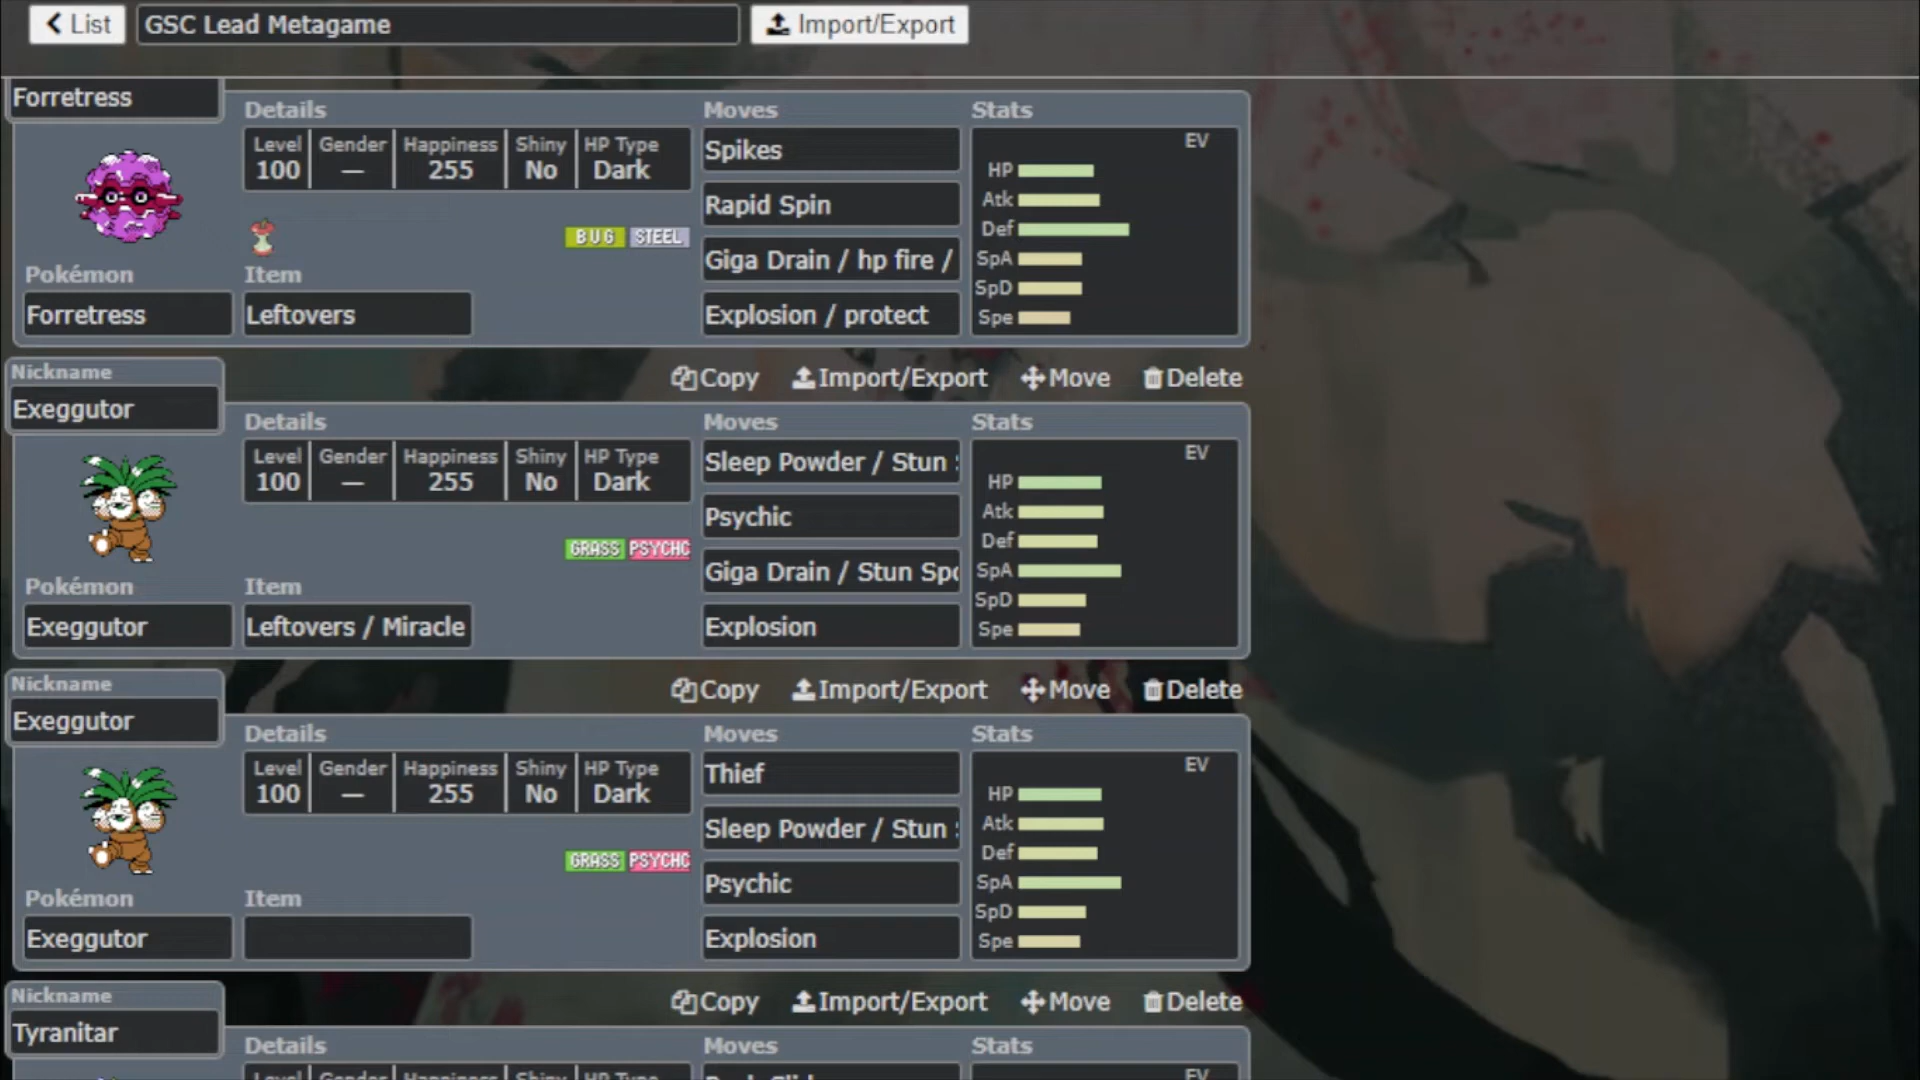 List
GSC Lead Metagame
Import/Export
Forretress
Details
Moves
Stats
Level Gender Happiness Shiny HP Type
100 — 255 No Dark
BUG STEEL
Pokémon
Item
Forretress
Leftovers
Spikes
Rapid Spin
Giga Drain / hp fire /
Explosion / protect
EV
HP
Atk
Def
SpA
SpD
Spe
Copy Import/Export Move Delete
Nickname
Exeggutor
Details
Moves
Stats
Level Gender Happiness Shiny HP Type
100 — 255 No Dark
GRASS PSYCHC
Pokémon
Item
Exeggutor
Leftovers / Miracle
Sleep Powder / Stun
Psychic
Giga Drain / Stun Spo
Explosion
EV
HP
Atk
Def
SpA
SpD
Spe
Copy Import/Export Move Delete
Nickname
Exeggutor
Details
Moves
Stats
Level Gender Happiness Shiny HP Type
100 — 255 No Dark
GRASS PSYCHC
Pokémon
Item
Exeggutor
Thief
Sleep Powder / Stun
Psychic
Explosion
EV
HP
Atk
Def
SpA
SpD
Spe
Copy Import/Export Move Delete
Nickname
Tyranitar
Details
Moves
Stats
Level Gender Happiness Shiny HP Type
EV